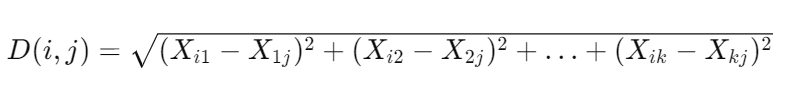 D(i, j) = √((X_{i1} − X_{1j})² + (X_{i2} − X_{2j})² + … + (X_{ik} − X_{kj})²)